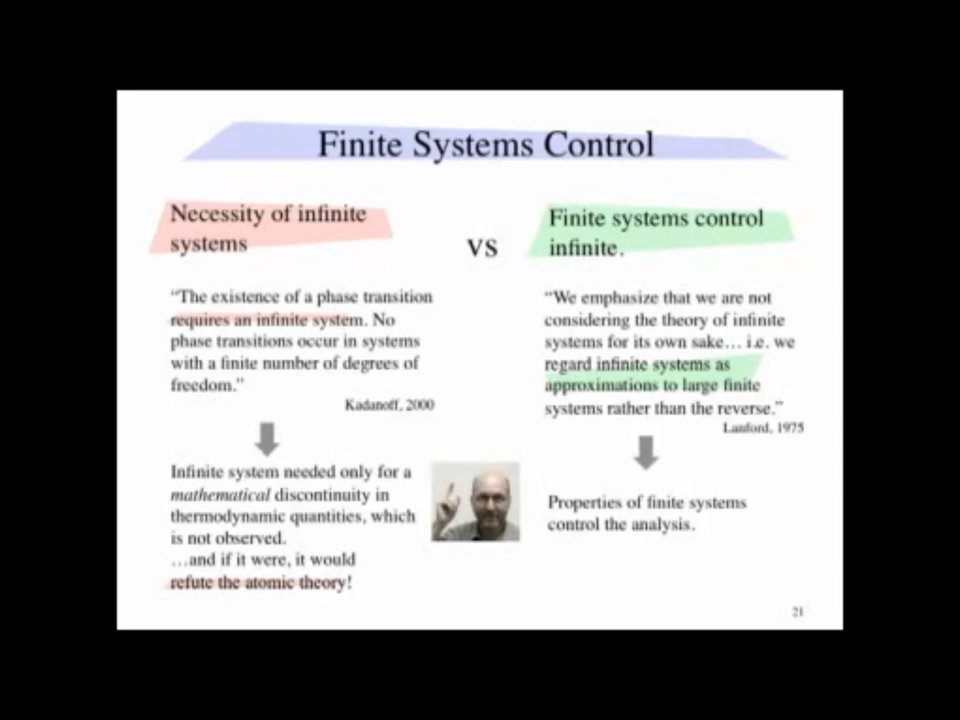 Finite Systems Control
Necessity of infinite
systems
vs
Finite systems control
infinite.
“The existence of a phase transition
requires an infinite system. No
phase transitions occur in systems
with a finite number of degrees of
freedom.”
Kadanoff, 2000
Infinite system needed only for a
mathematical discontinuity in
thermodynamic quantities, which
is not observed.
…and if it were, it would
refute the atomic theory!
“We emphasize that we are not
considering the theory of infinite
systems for its own sake… i.e. we
regard infinite systems as
approximations to large finite
systems rather than the reverse.”
Lanford, 1975
Properties of finite systems
control the analysis.
21